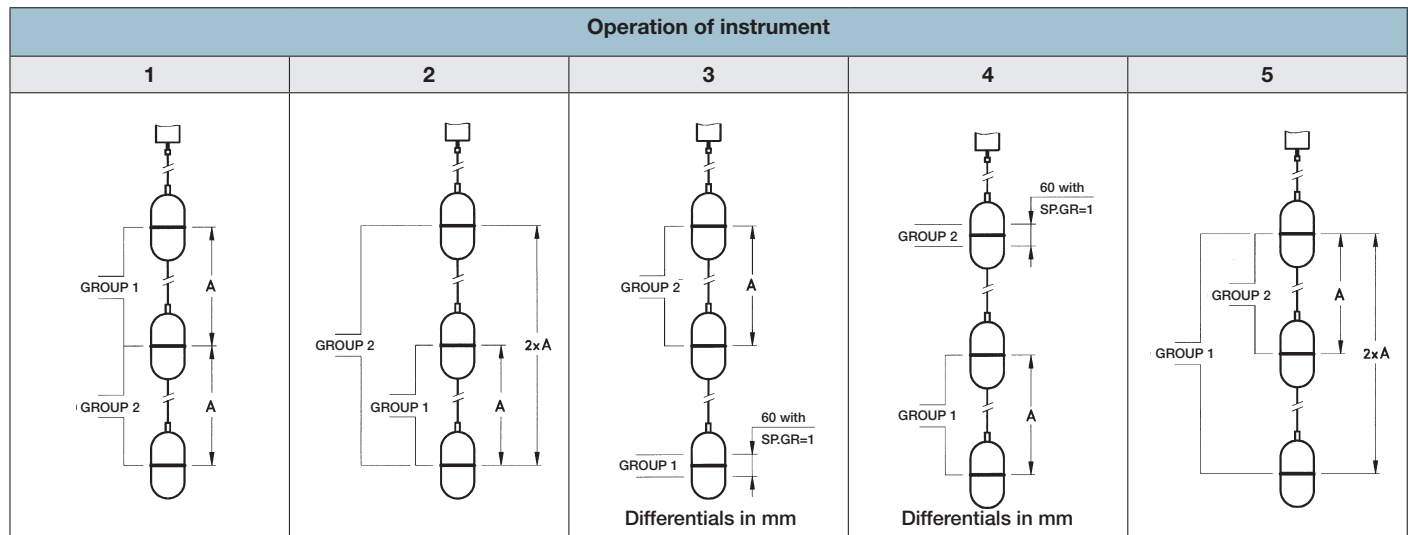 Operation of instrument
1
2
3
4
5
GROUP 1
A
GROUP 2
A
GROUP 2
2xA
GROUP 1
A
GROUP 2
A
60 with
SP.GR=1
GROUP 1
Differentials in mm
60 with
SP.GR=1
GROUP 2
GROUP 1
A
Differentials in mm
GROUP 2
A
GROUP 1
2xA